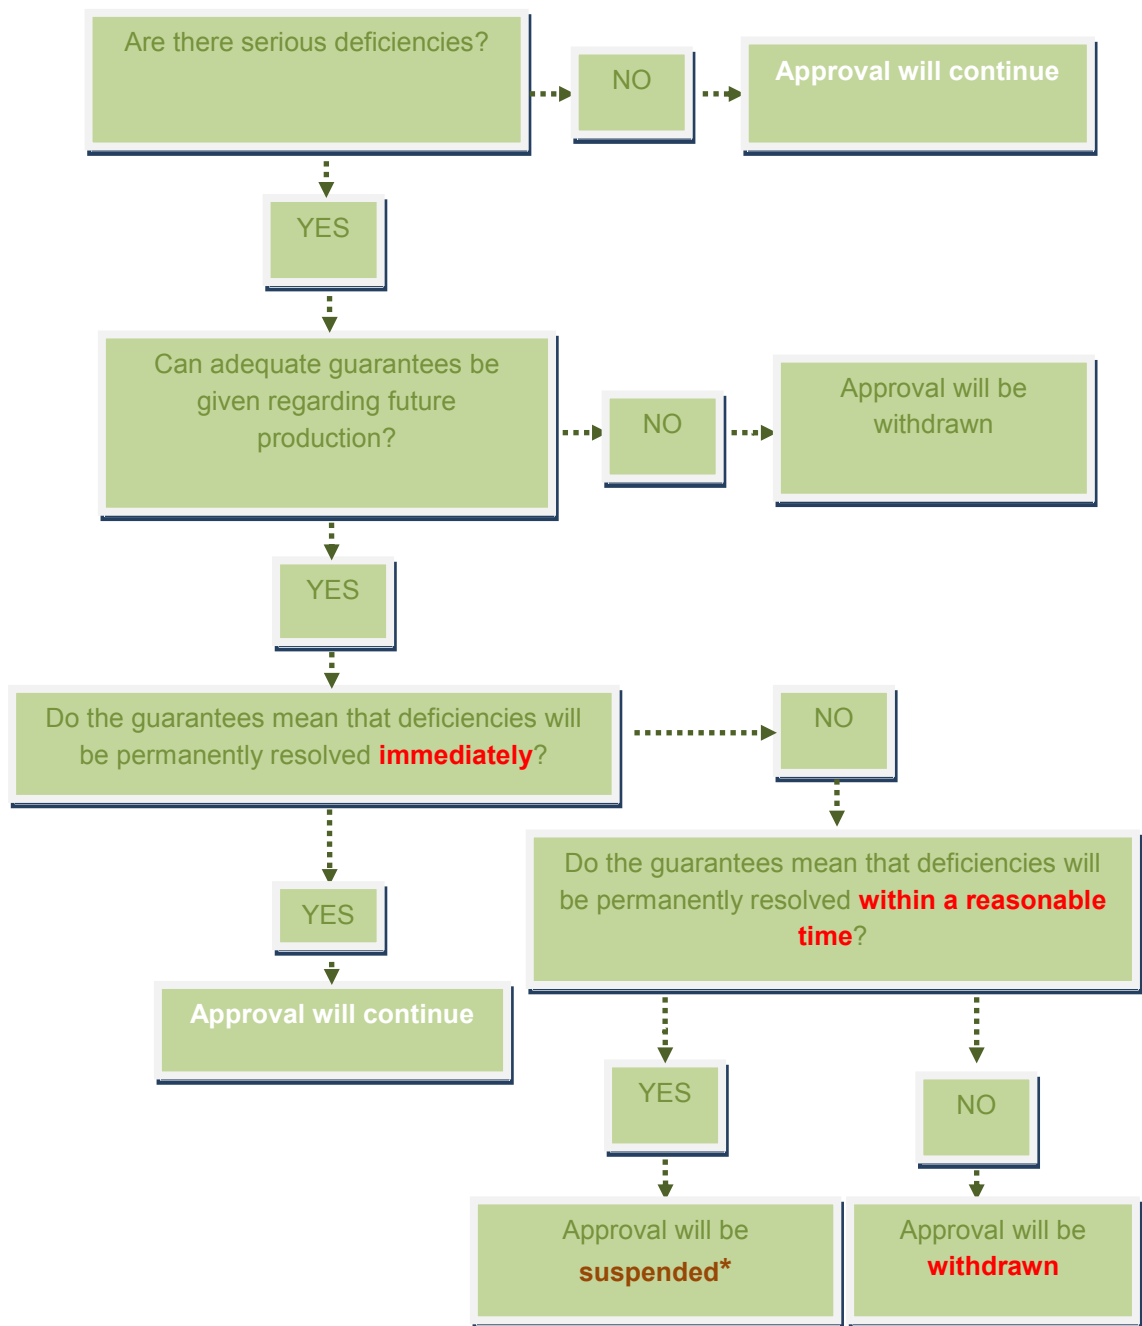 Are there serious deficiencies?
NO
Approval will continue
YES
Can adequate guarantees be
given regarding future
production?
NO
Approval will be
withdrawn
YES
Do the guarantees mean that deficiencies will
be permanently resolved immediately?
NO
Do the guarantees mean that deficiencies will
be permanently resolved within a reasonable
time?
YES
Approval will continue
YES
NO
Approval will be
suspended*
Approval will be
withdrawn